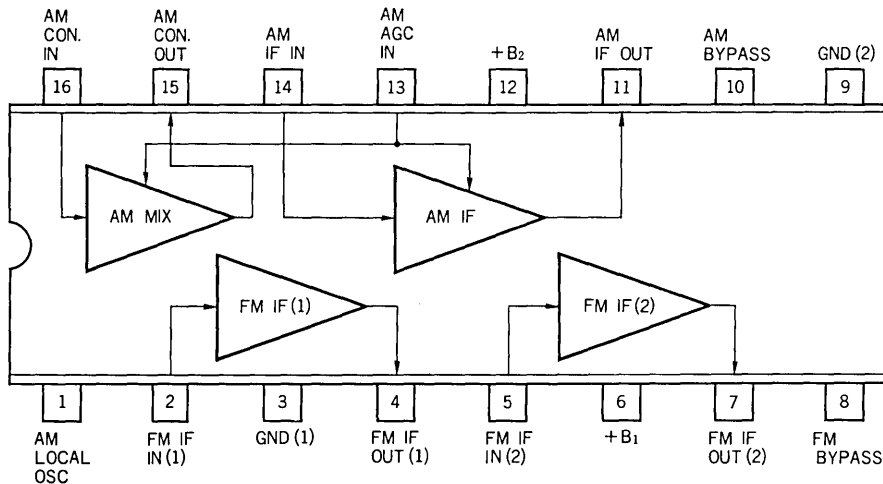 AM
CON.
IN
AM
CON.
OUT
AM
IF IN
AM
AGC
IN
+B₂
AM
IF OUT
AM
BYPASS
GND(2)
16
15
14
13
12
11
10
9
AM MIX
AM IF
FM IF(1)
FM IF(2)
1
2
3
4
5
6
7
8
AM
LOCAL
OSC
FM IF
IN(1)
GND(1)
FM IF
OUT(1)
FM IF
IN(2)
+B₁
FM IF
OUT(2)
FM
BYPASS